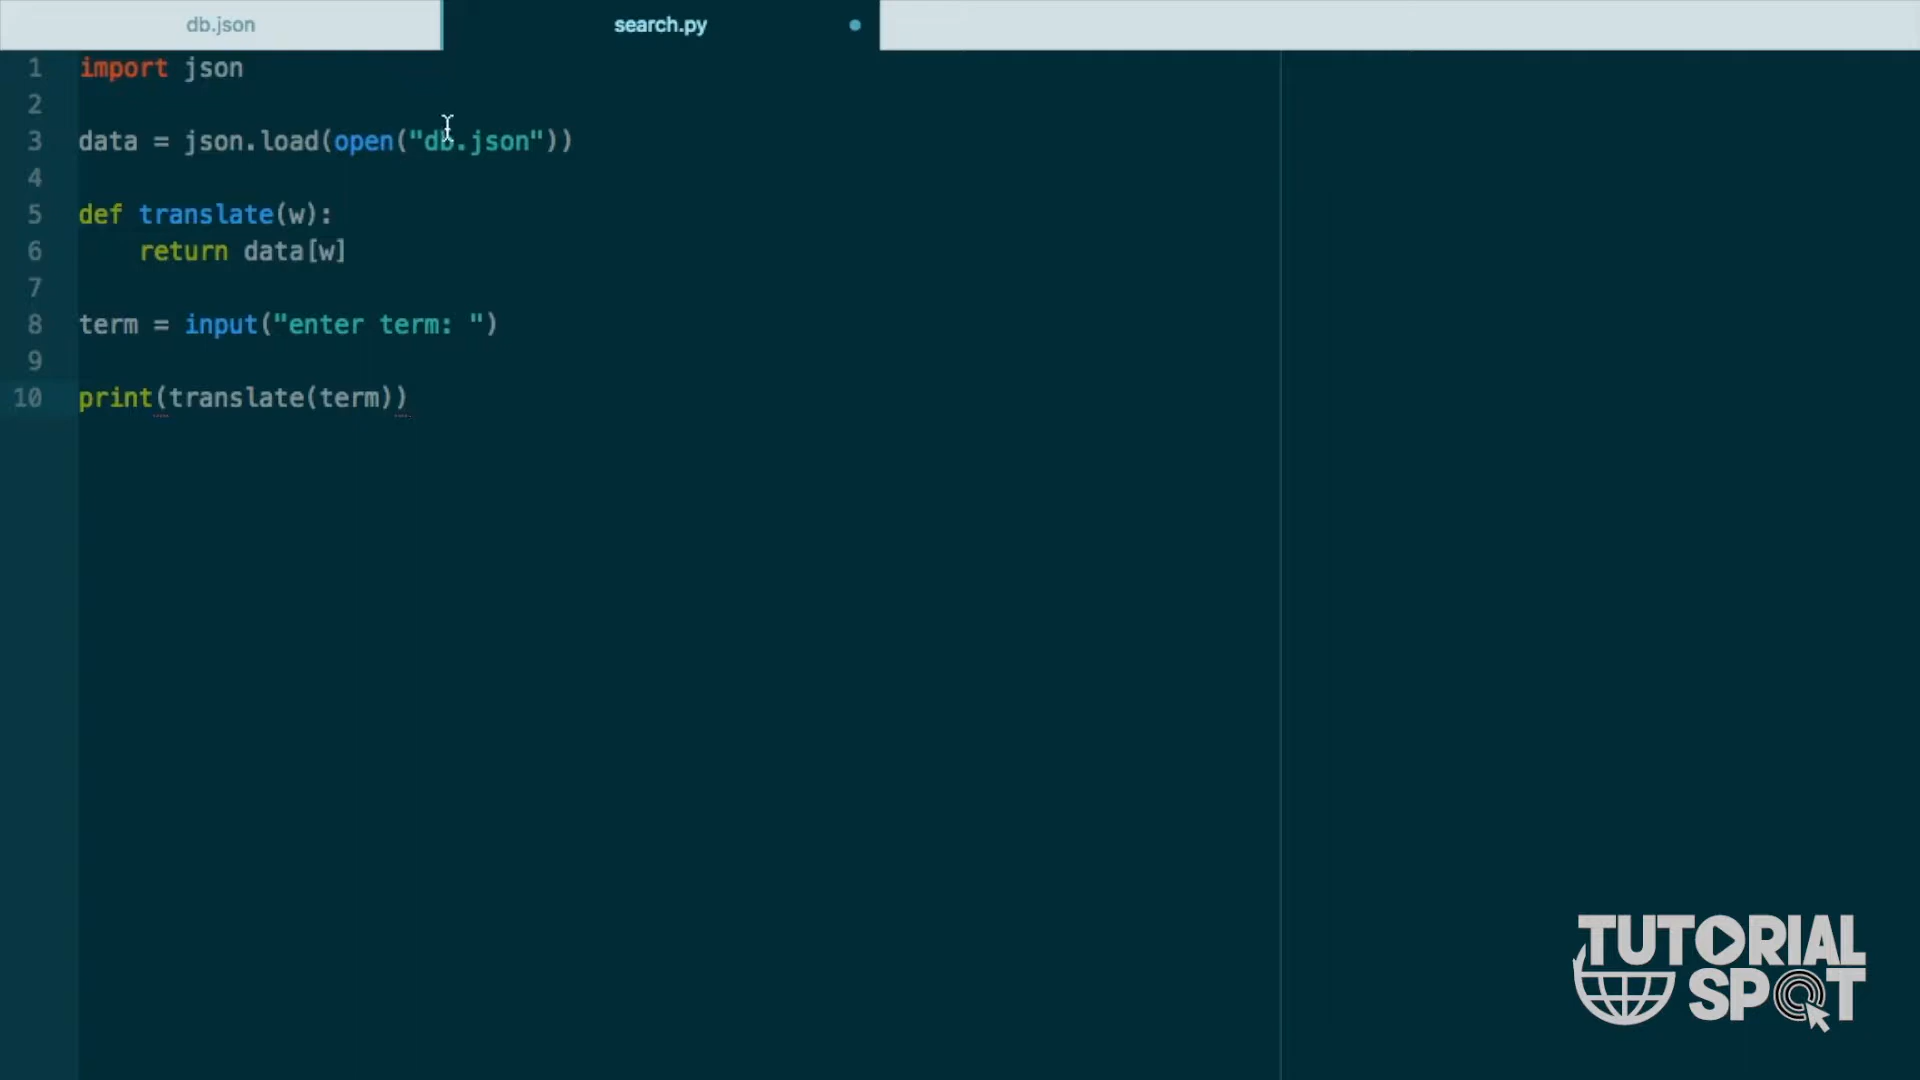 db.json
search.py
1 import json
2
3 data = json.load(open("db.json"))
4
5 def translate(w):
6     return data[w]
7
8 term = input("enter term: ")
9
10 print(translate(term))
TUTORIAL
SPOT